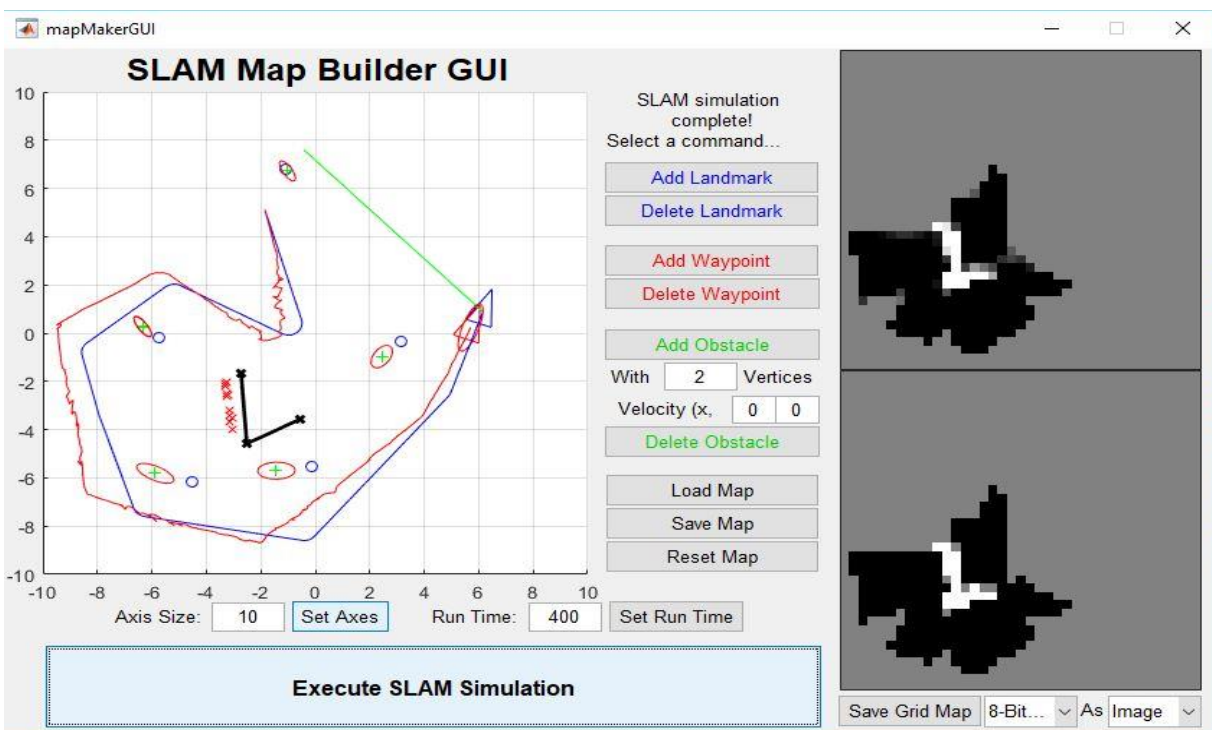 mapMakerGUI
SLAM Map Builder GUI
10
8
6
4
2
0
-2
-4
-6
-8
-10
-10 -8 -6 -4 -2 0 2 4 6 8 10
Axis Size: 10 Set Axes Run Time: 400 Set Run Time
Execute SLAM Simulation
SLAM simulation
complete!
Select a command...
Add Landmark
Delete Landmark
Add Waypoint
Delete Waypoint
Add Obstacle
With 2 Vertices
Velocity (x, 0 0
Delete Obstacle
Load Map
Save Map
Reset Map
Save Grid Map 8-Bit... As Image